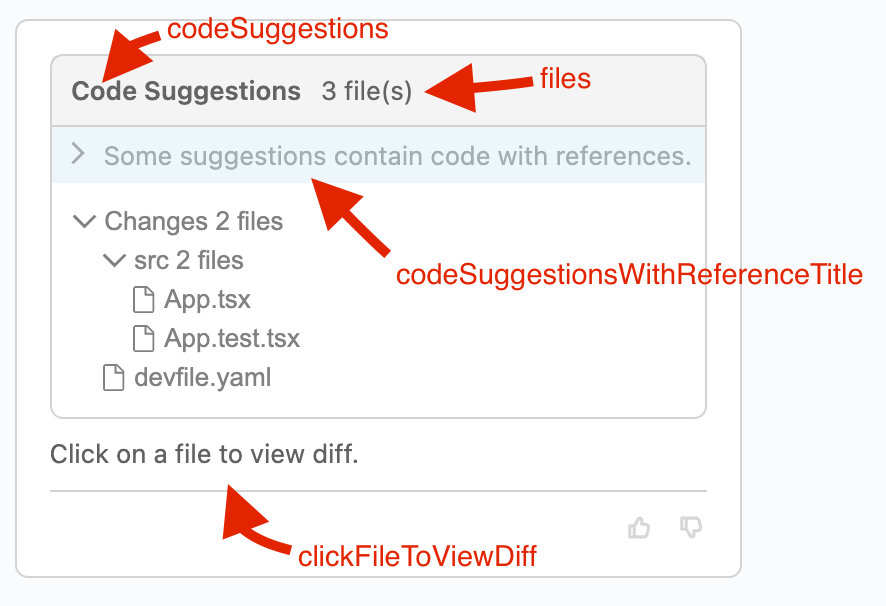 codeSuggestions
Code Suggestions 3 file(s)
files
Some suggestions contain code with references.
Changes 2 files
src 2 files
codeSuggestionsWithReferenceTitle
App.tsx
App.test.tsx
devfile.yaml
Click on a file to view diff.
clickFileToViewDiff